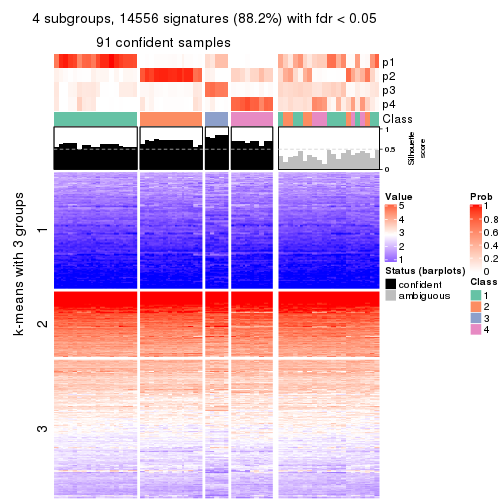 4 subgroups, 14556 signatures (88.2%) with fdr < 0.05
91 confident samples
p1
p2
p3
p4
Class
1
0.5
0
Silhouette
score
k-means with 3 groups
1
2
3
Value
5
4
3
2
1
Status (barplots)
confident
ambiguous
Prob
1
0.8
0.6
0.4
0.2
0
Class
1
2
3
4